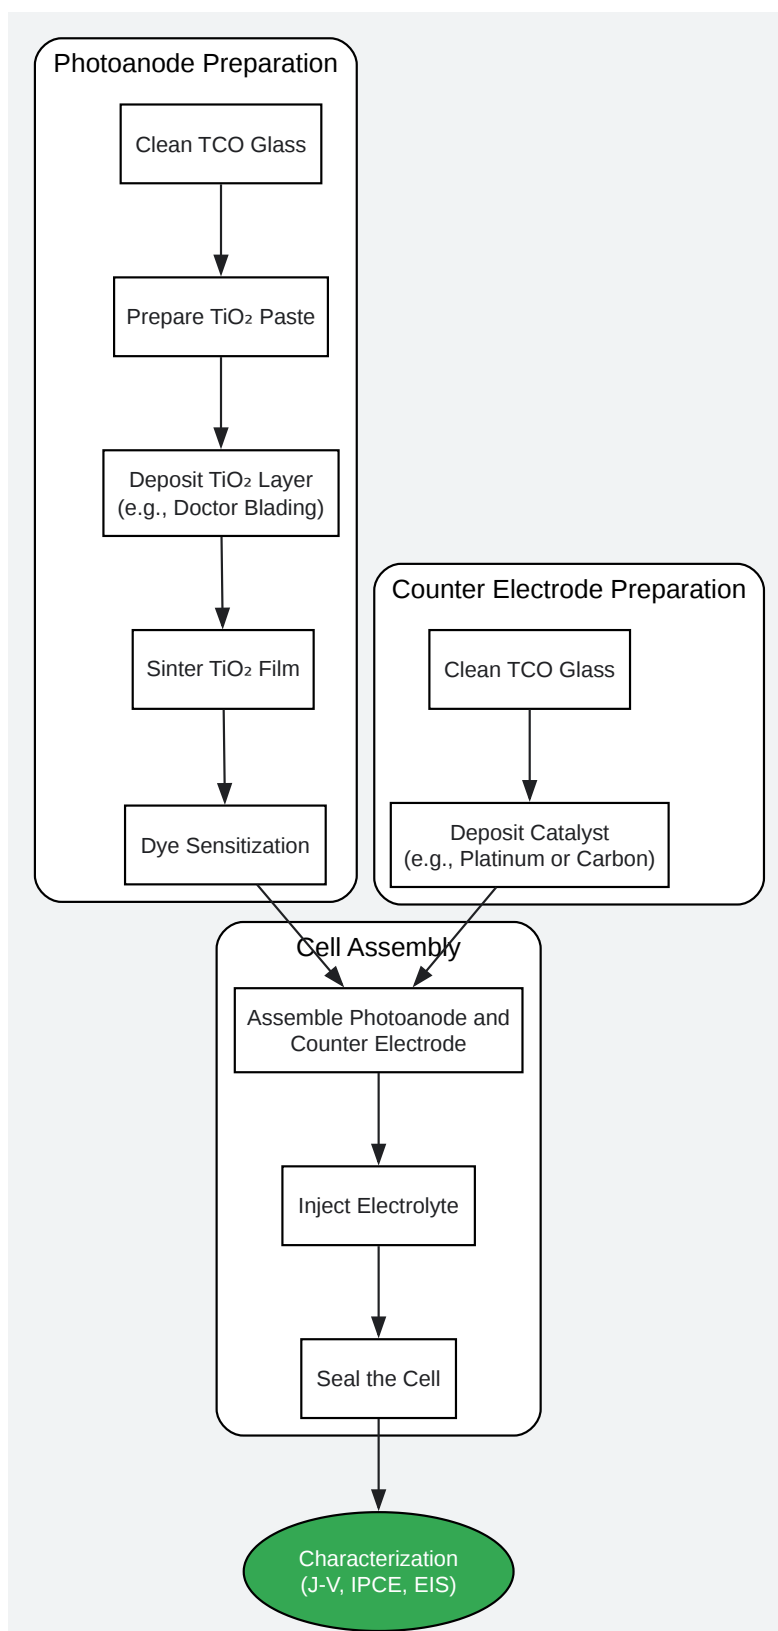 Photoanode Preparation
Clean TCO Glass
Prepare TiO₂ Paste
Deposit TiO₂ Layer
(e.g., Doctor Blading)
Sinter TiO₂ Film
Dye Sensitization
Counter Electrode Preparation
Clean TCO Glass
Deposit Catalyst
(e.g., Platinum or Carbon)
Cell Assembly
Assemble Photoanode and
Counter Electrode
Inject Electrolyte
Seal the Cell
Characterization
(J-V, IPCE, EIS)